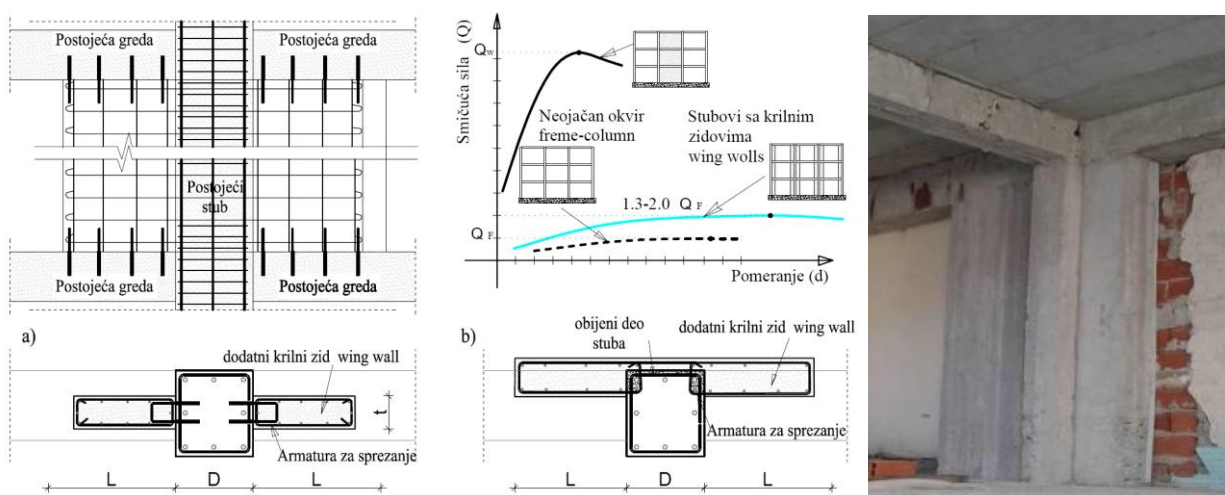 Postojeća greda
Postojeća greda
Postojeći
stub
Postojeća greda
Postojeća greda
a)
dodatni krilni zid wing wall
t
Armatura za sprezanje
L
D
L
Smičuća sila (Q)
Qw
Neojačan okvir
freme-column
Stubovi sa krilnim
zidovima
wing wolls
1.3-2.0 Q F
Q F
Pomeranje (d)
b)
obijeni deo
stuba
dodatni krilni zid wing wall
Armatura za sprezanje
L
D
L